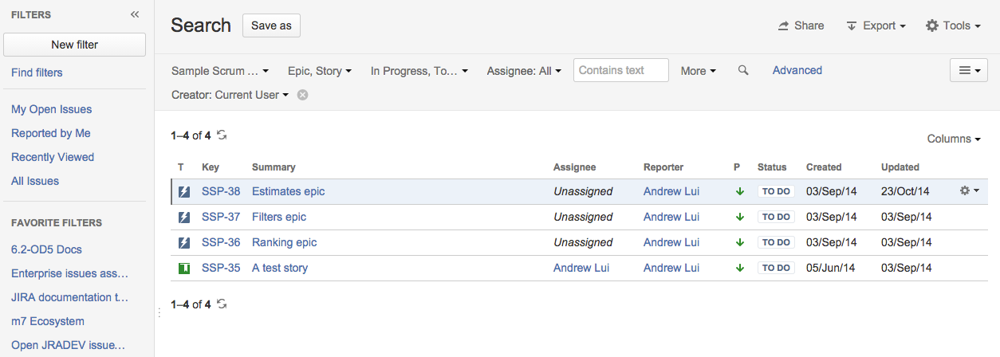 FILTERS
New filter
Find filters
My Open Issues
Reported by Me
Recently Viewed
All Issues
FAVORITE FILTERS
6.2-OD5 Docs
Enterprise issues ass…
JIRA documentation t…
m7 Ecosystem
Open JRADEV issue…
Search Save as Share Export Tools
Sample Scrum … Epic, Story In Progress, To… Assignee: All Contains text More Advanced
Creator: Current User
1–4 of 4
Columns
T Key Summary Assignee Reporter P Status Created Updated
SSP-38 Estimates epic Unassigned Andrew Lui TO DO 03/Sep/14 23/Oct/14
SSP-37 Filters epic Unassigned Andrew Lui TO DO 03/Sep/14 03/Sep/14
SSP-36 Ranking epic Unassigned Andrew Lui TO DO 03/Sep/14 03/Sep/14
SSP-35 A test story Andrew Lui Andrew Lui TO DO 05/Jun/14 03/Sep/14
1–4 of 4